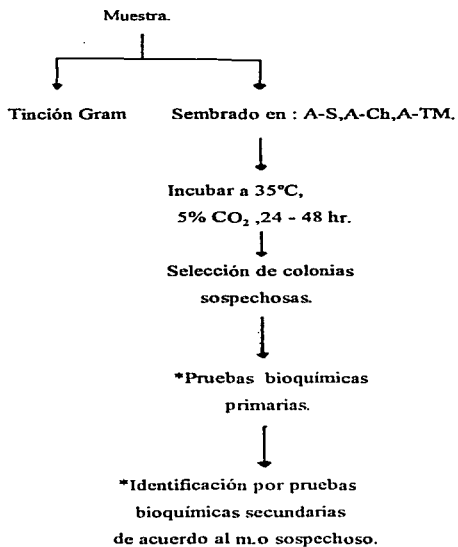 Muestra.
Tinción Gram
Sembrado en : A-S,A-Ch,A-TM.
Incubar a 35ºC,
5% CO₂ ,24 - 48 hr.
Selección de colonias
sospechosas.
*Pruebas bioquímicas
primarias.
*Identificación por pruebas
bioquímicas secundarias
de acuerdo al m.o sospechoso.